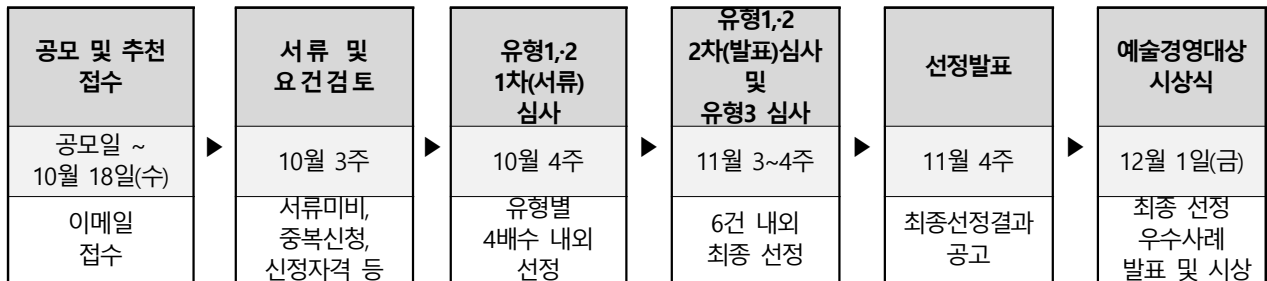 공모 및 추천
접수
공모일 ~
10월 18일(수)
이메일
접수
▶
서류 및
요건검토
10월 3주
서류미비,
중복신청,
신정자격 등
▶
유형1,·2
1차(서류)
심사
10월 4주
유형별
4배수 내외
선정
▶
유형1,·2
2차(발표)심사
및
유형3 심사
11월 3~4주
6건 내외
최종 선정
▶
선정발표
11월 4주
최종선정결과
공고
▶
예술경영대상
시상식
12월 1일(금)
최종 선정
우수사례
발표 및 시상